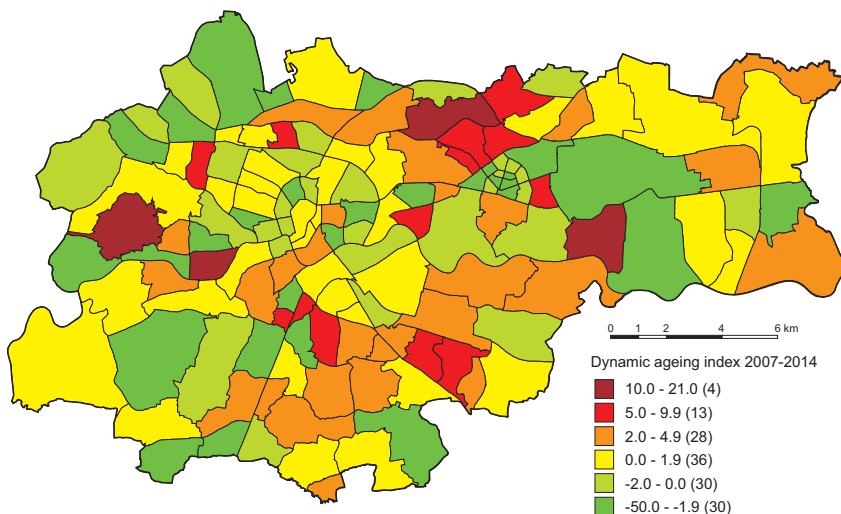 0 1 2 4 6 km
Dynamic ageing index 2007-2014
10.0 - 21.0 (4)
5.0 - 9.9 (13)
2.0 - 4.9 (28)
0.0 - 1.9 (36)
-2.0 - 0.0 (30)
-50.0 - -1.9 (30)